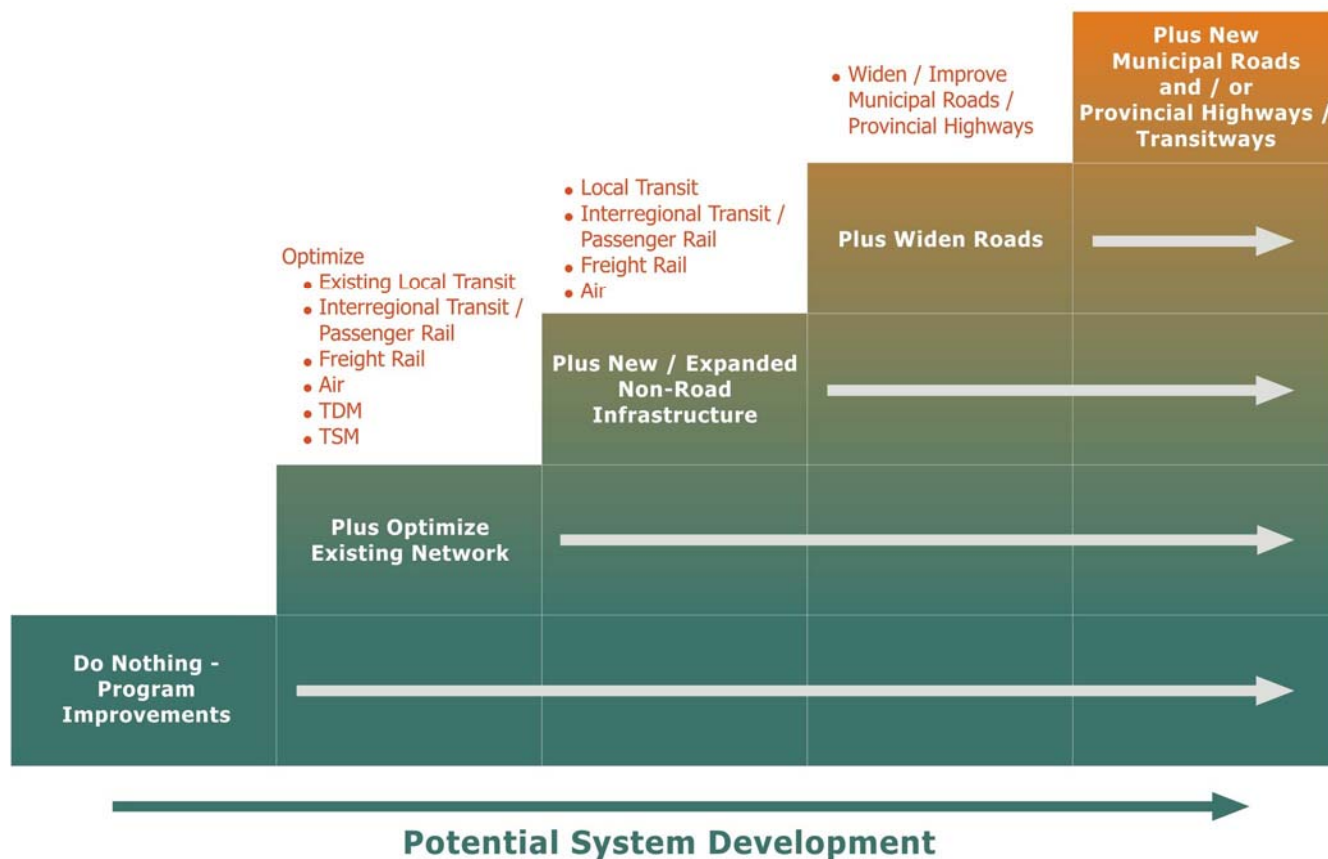 Do Nothing -
Program
Improvements
Optimize
• Existing Local Transit
• Interregional Transit /
Passenger Rail
• Freight Rail
• Air
• TDM
• TSM
Plus Optimize
Existing Network
• Local Transit
• Interregional Transit /
Passenger Rail
• Freight Rail
• Air
Plus New / Expanded
Non-Road
Infrastructure
• Widen / Improve
Municipal Roads /
Provincial Highways
Plus Widen Roads
Plus New
Municipal Roads
and / or
Provincial Highways /
Transitways
Potential System Development